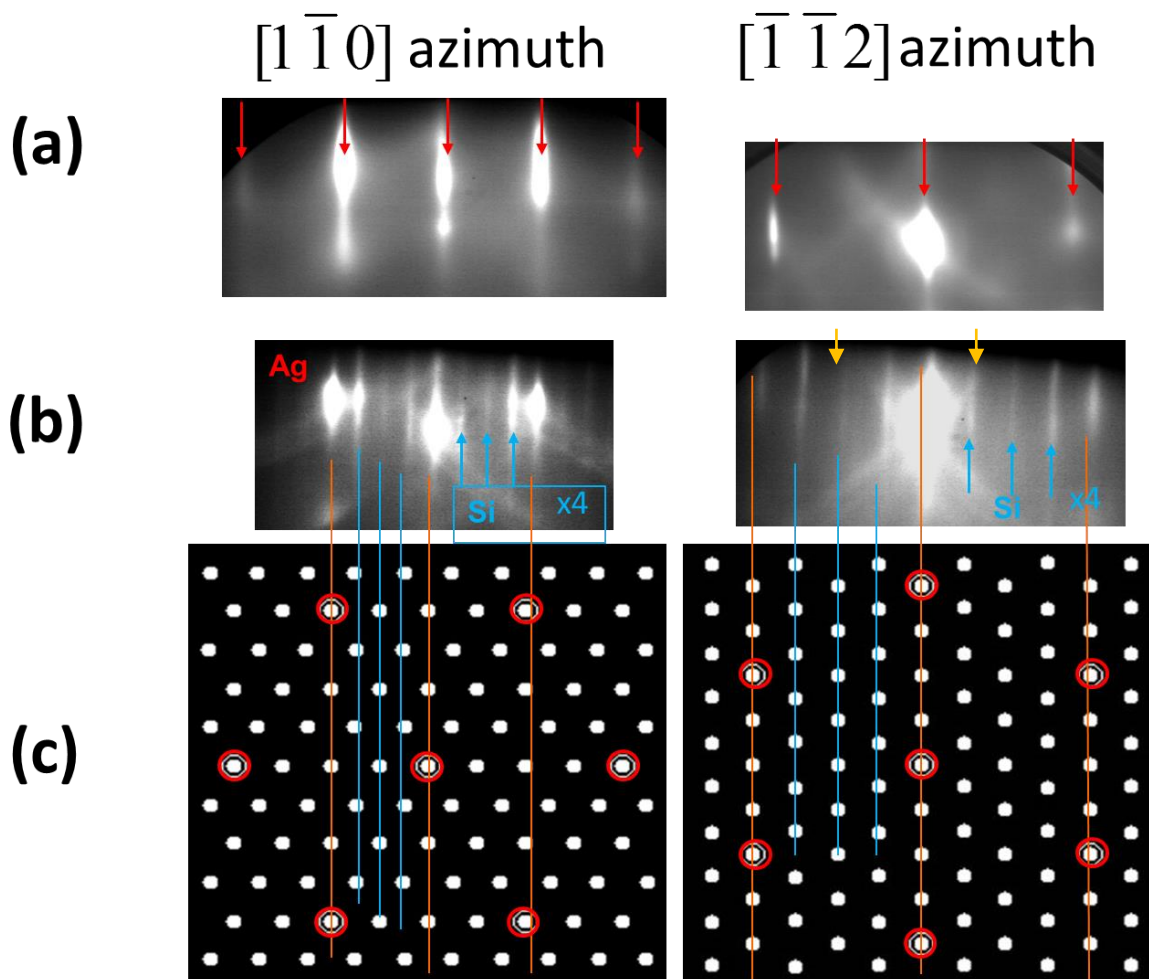 [1 1̅ 0] azimuth
[1̅ 1̅ 2] azimuth
(a)
(b)
Ag
Si
x4
Si
x4
(c)